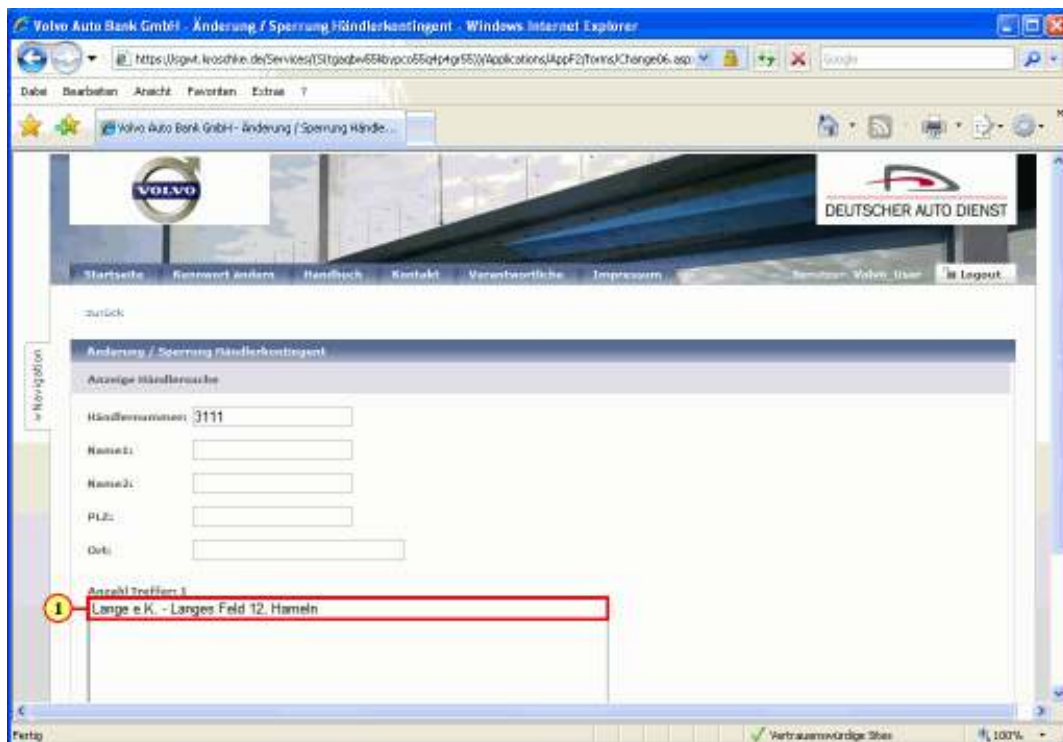 Volvo Auto Bank GmbH - Änderung / Sperrung Händlerkontingent - Windows Internet Explorer
Google
Datei Bearbeiten Ansicht Favoriten Extras ?
Volvo Auto Bank GmbH - Änderung / Sperrung Händle...
VOLVO
DEUTSCHER AUTO DIENST
Startseite Kennwort ändern Handbuch Kontakt Verantwortliche Impressum Benutzer: Volvo_User Logout
zurück
» Navigation
Änderung / Sperrung Händlerkontingent
Anzeige Händlersuche
Händlernummer: 3111
Name1:
Name2:
PLZ:
Ort:
Anzahl Treffer: 1
1 Lange e.K. - Langes Feld 12, Hameln
Fertig Vertrauenswürdige Sites 100%